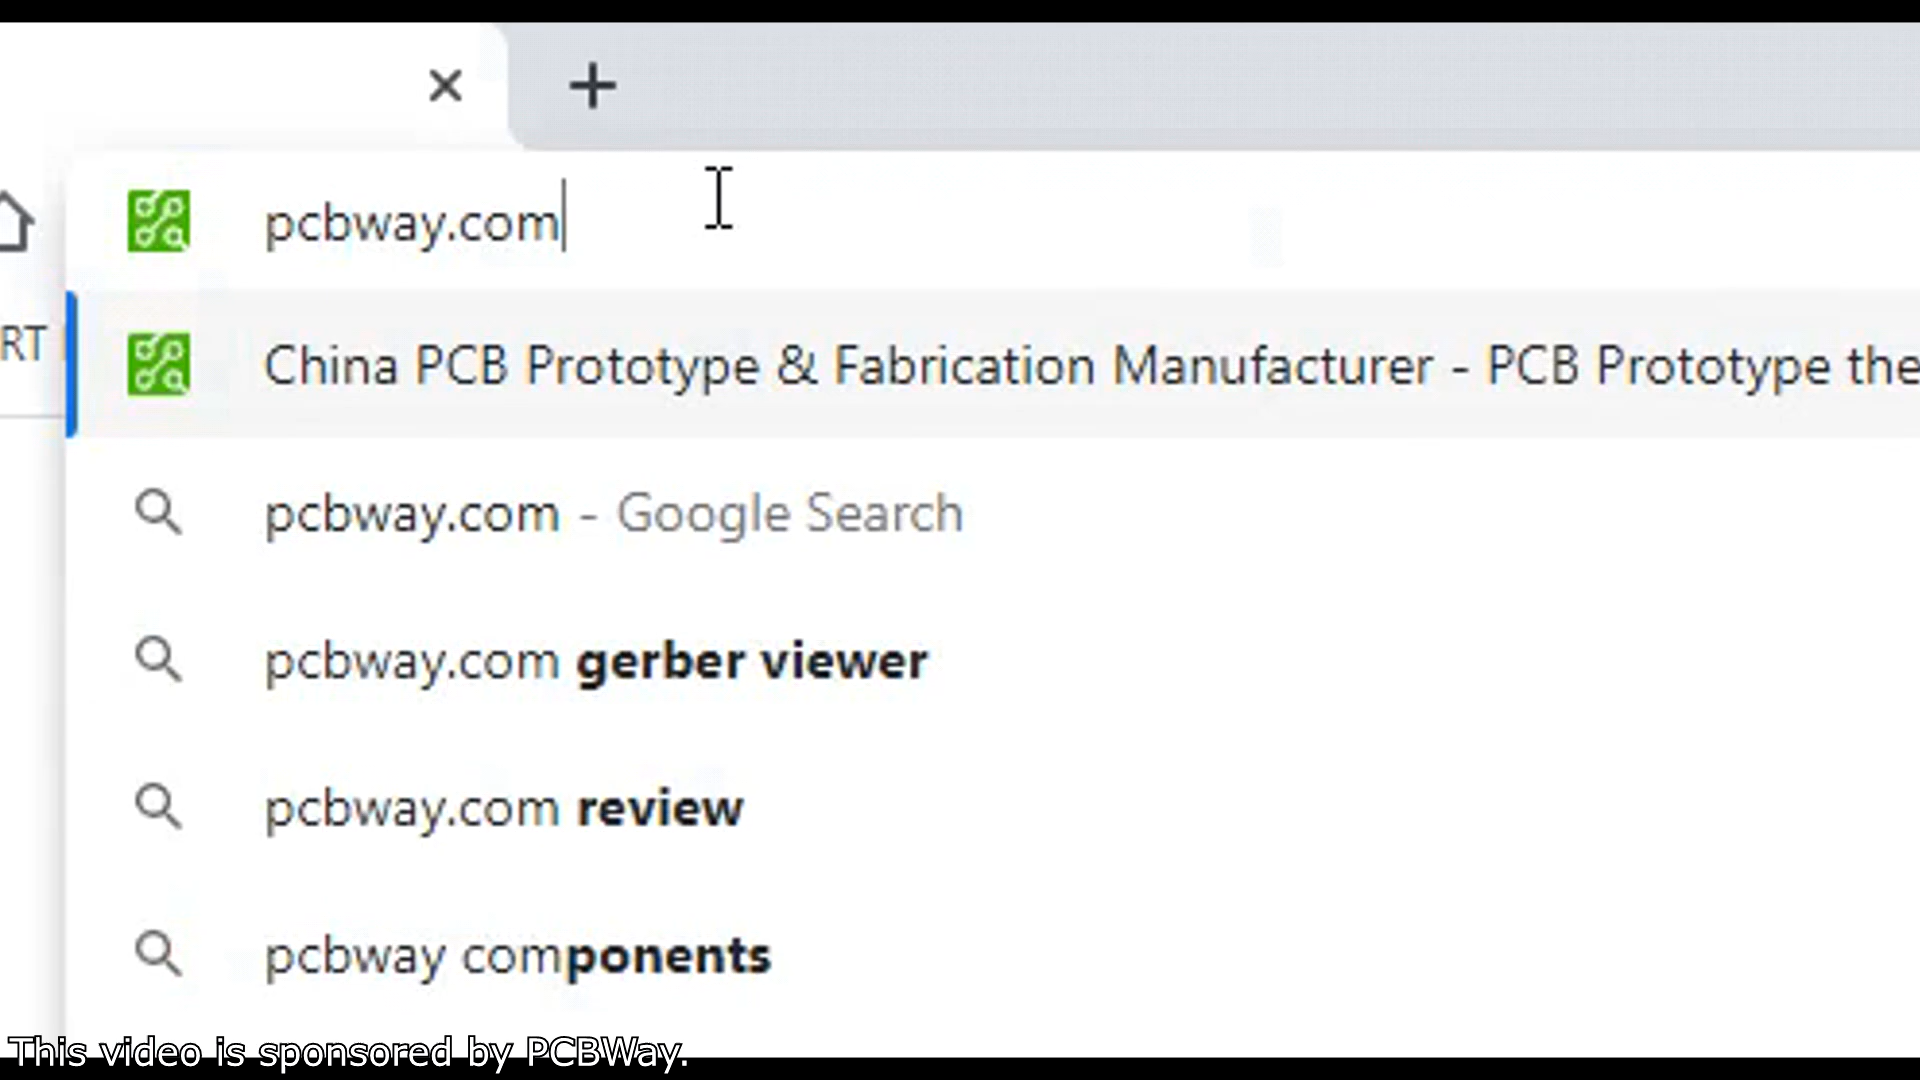 pcbway.com
RT
China PCB Prototype & Fabrication Manufacturer - PCB Prototype the
pcbway.com - Google Search
pcbway.com gerber viewer
pcbway.com review
pcbway components
This video is sponsored by PCBWay.